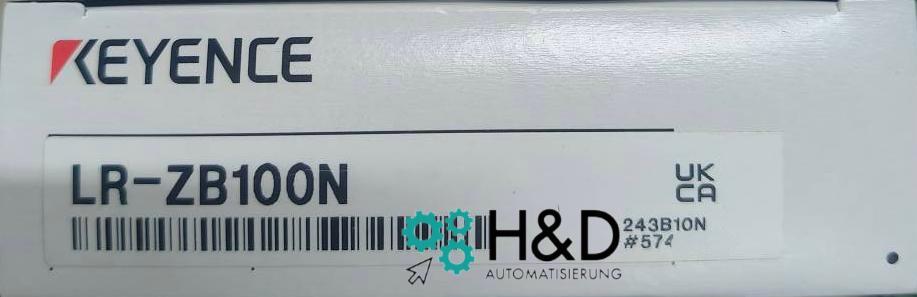 KEYENCE
LR-ZB100N
UK
CA
243B10N
#574
H&D
AUTOMATISIERUNG